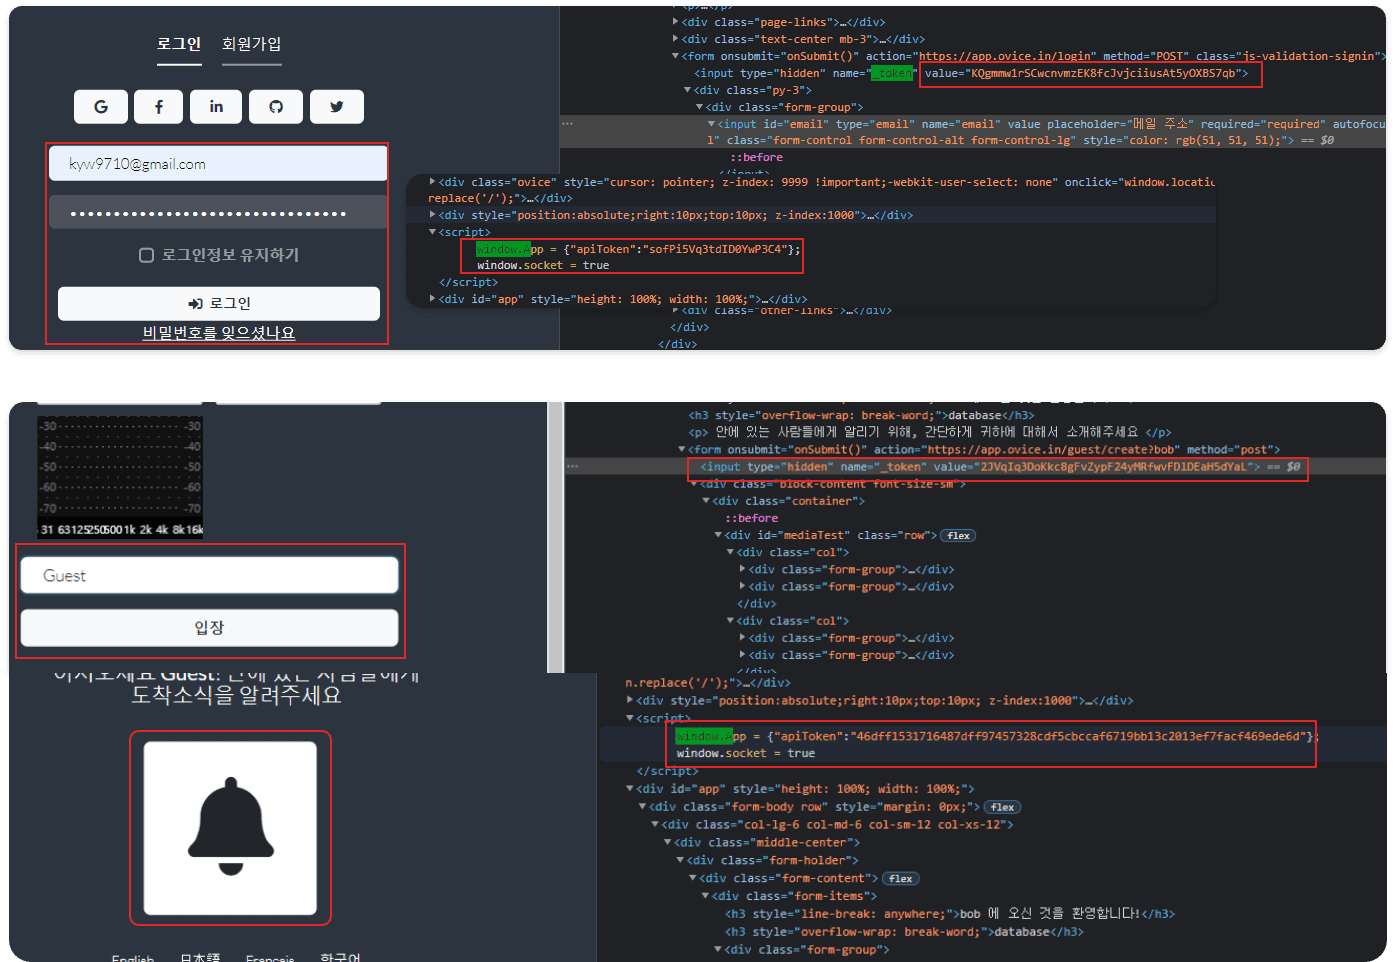 로그인 회원가입
G f in
kyw9710@gmail.com
로그인정보 유지하기
로그인
비밀번호를 잊으셨나요
<p>…</p>
<div class="page-links">…</div>
<div class="text-center mb-3">…</div>
<form onsubmit="onSubmit()" action="https://app.ovice.in/login" method="POST" class="js-validation-signin">
<input type="hidden" name="_token" value="KQgmmw1rSCwcnvmzEK8fcJvjciiusAt5yOXBS7qb">
<div class="py-3">
<div class="form-group">
<input id="email" type="email" name="email" value placeholder="메일 주소" required="required" autofocu
l" class="form-control form-control-alt form-control-lg" style="color: rgb(51, 51, 51);"> == $0
::before
</input>
<div class="ovice" style="cursor: pointer; z-index: 9999 !important;-webkit-user-select: none" onclick="window.locatio
replace('/');">…</div>
<div style="position:absolute;right:10px;top:10px; z-index:1000">…</div>
<script>
window.App = {"apiToken":"sofPi5Vq3tdID0YwP3C4"};
window.socket = true
</script>
<div id="app" style="height: 100%; width: 100%;">…</div>
<div class="other-links">…</div>
</div>
</div>
-30 -30
-40 -40
-50 -50
-60 -60
-70 -70
31 63125250500 1k 2k 4k 8k16k
Guest
입장
<h3 style="overflow-wrap: break-word;">database</h3>
<p> 안에 있는 사람들에게 알리기 위해, 간단하게 귀하에 대해서 소개해주세요 </p>
<form onsubmit="onSubmit()" action="https://app.ovice.in/guest/create?bob" method="post">
<input type="hidden" name="_token" value="2JVqIq3DoKkc8gFvZypF24yMRfwvFDlDEaH5dYaL"> == $0
<div class="block-content font-size-sm">
<div class="container">
::before
<div id="mediaTest" class="row"> flex
<div class="col">
<div class="form-group">…</div>
<div class="form-group">…</div>
</div>
<div class="col">
<div class="form-group">…</div>
<div class="form-group">…</div>
</div>
Guest! 안에 있는 사람들에게
도착소식을 알려주세요
English 日本語 Français 한국어
n.replace('/');">…</div>
<div style="position:absolute;right:10px;top:10px; z-index:1000">…</div>
<script>
window.App = {"apiToken":"46dff1531716487dff97457328cdf5cbccaf6719bb13c2013ef7facf469ede6d"};
window.socket = true
</script>
<div id="app" style="height: 100%; width: 100%;">
<div class="form-body row" style="margin: 0px;"> flex
<div class="col-lg-6 col-md-6 col-sm-12 col-xs-12">
<div class="middle-center">
<div class="form-holder">
<div class="form-content"> flex
<div class="form-items">
<h3 style="line-break: anywhere;">bob 에 오신 것을 환영합니다!</h3>
<h3 style="overflow-wrap: break-word;">database</h3>
<div class="form-group">